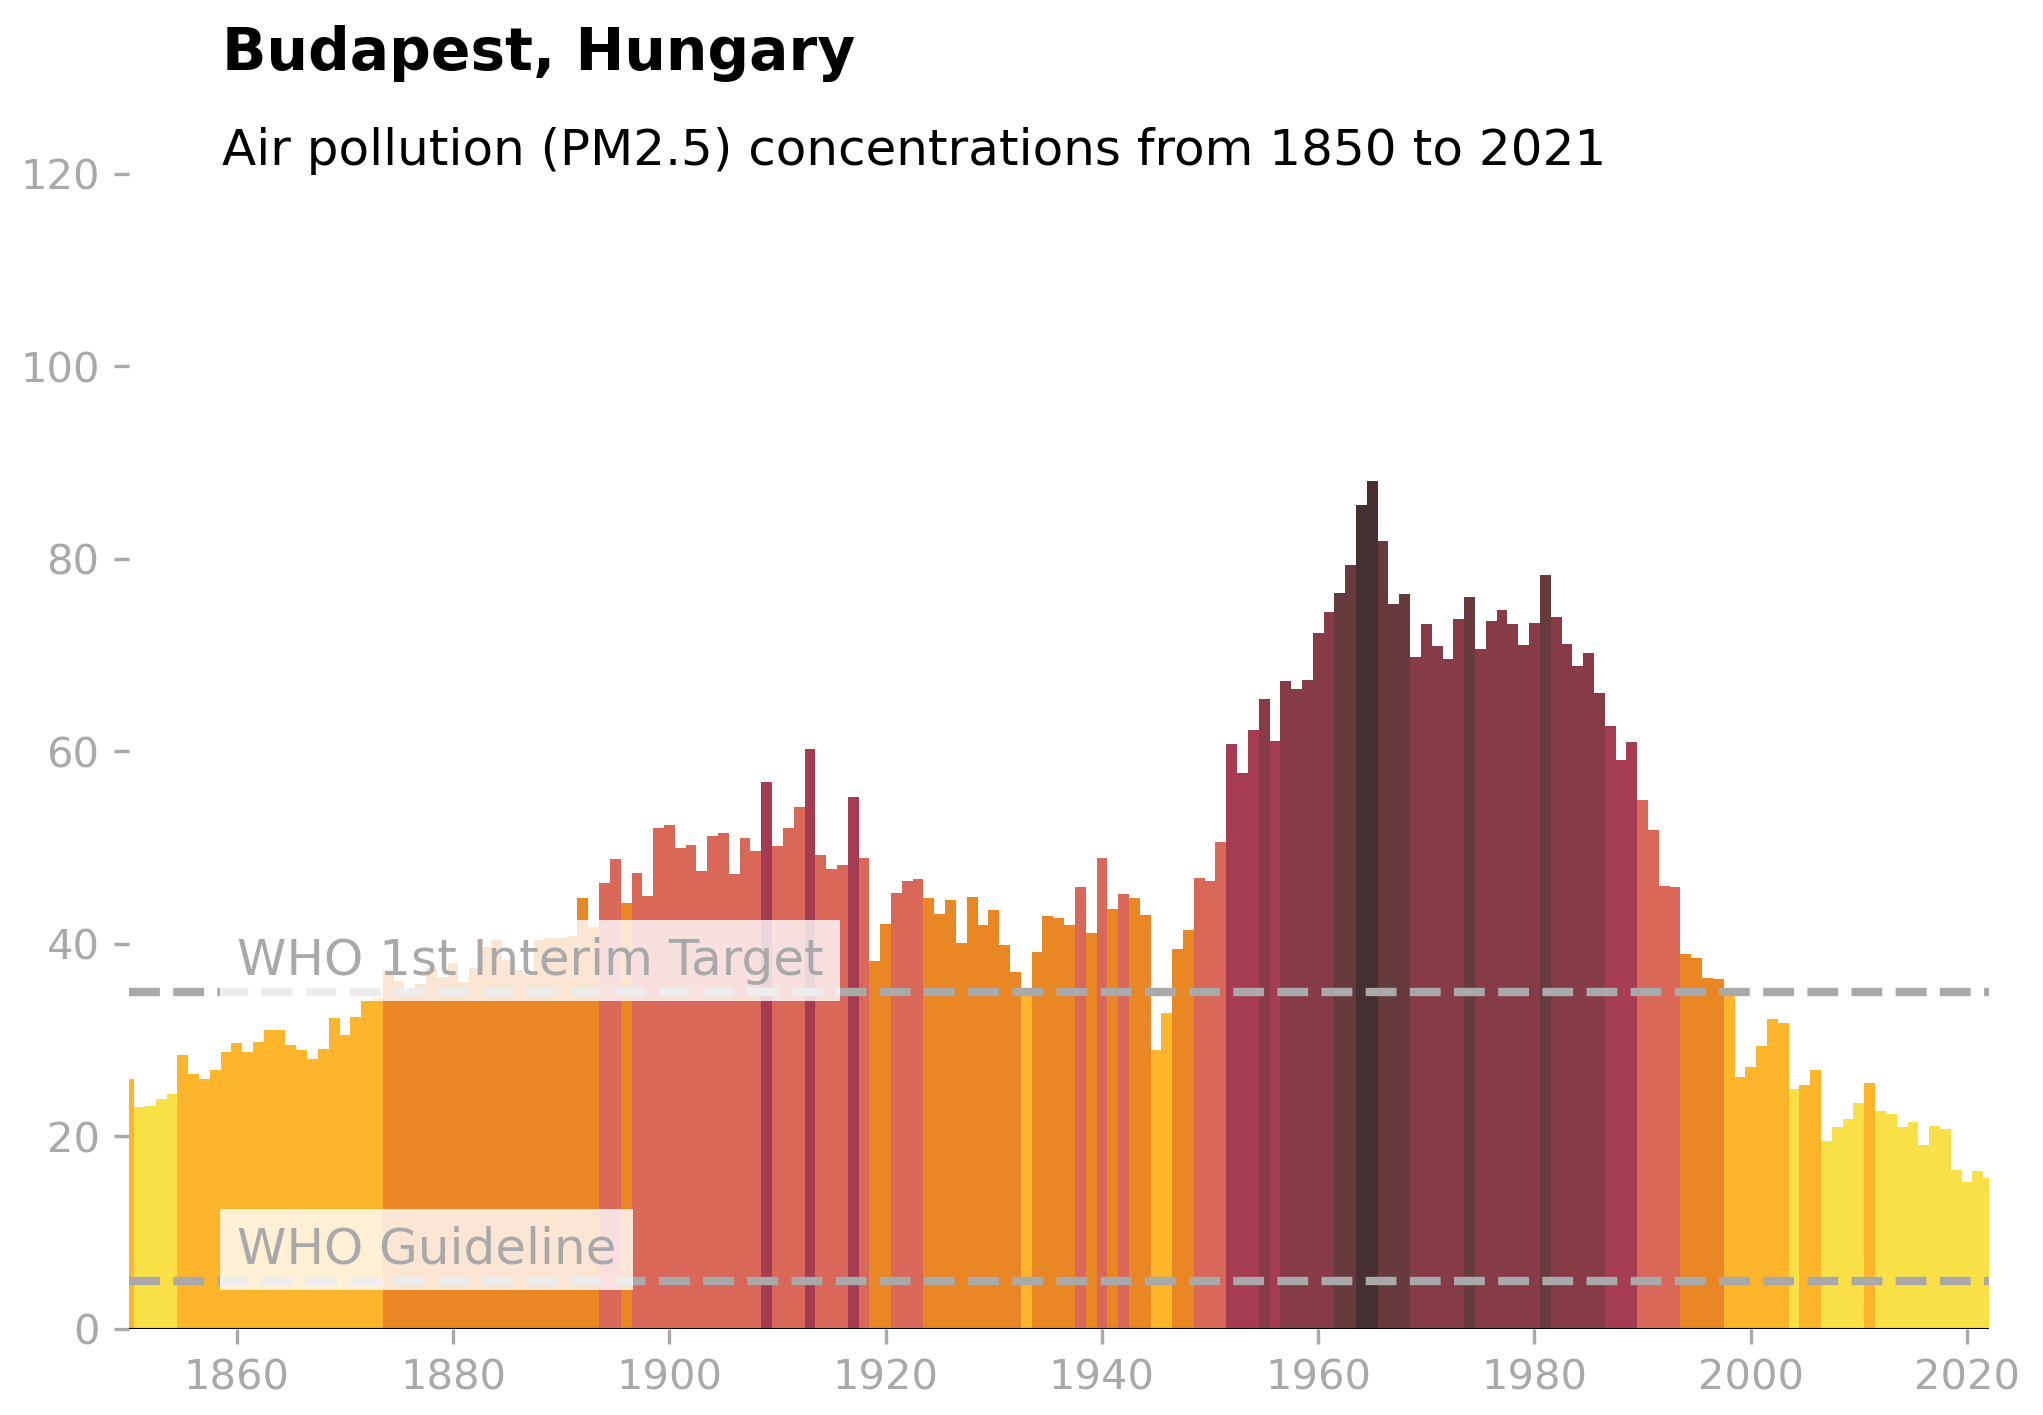 Budapest, Hungary
Air pollution (PM2.5) concentrations from 1850 to 2021
120
100
80
60
40
20
0
WHO 1st Interim Target
WHO Guideline
1860 1880 1900 1920 1940 1960 1980 2000 2020